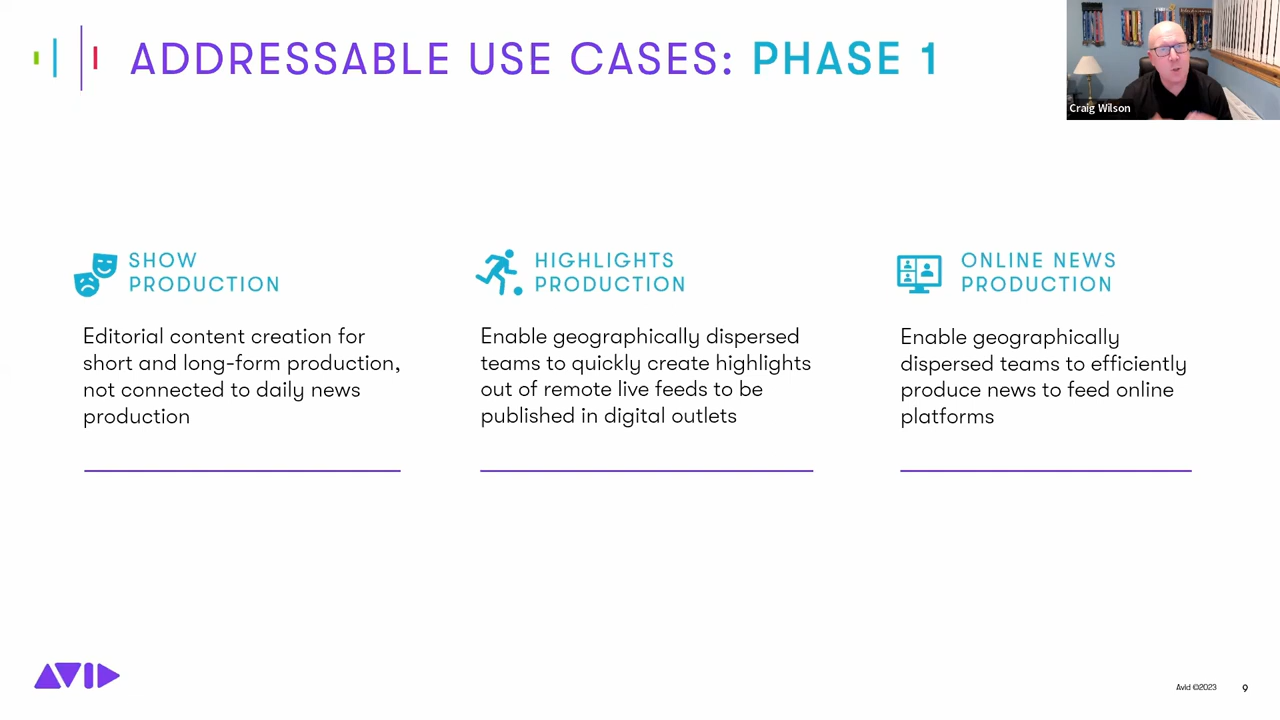 ADDRESSABLE USE CASES: PHASE 1
Craig Wilson
SHOW
PRODUCTION
Editorial content creation for
short and long-form production,
not connected to daily news
production
HIGHLIGHTS
PRODUCTION
Enable geographically dispersed
teams to quickly create highlights
out of remote live feeds to be
published in digital outlets
ONLINE NEWS
PRODUCTION
Enable geographically
dispersed teams to efficiently
produce news to feed online
platforms
AVID
Avid ©2023
9